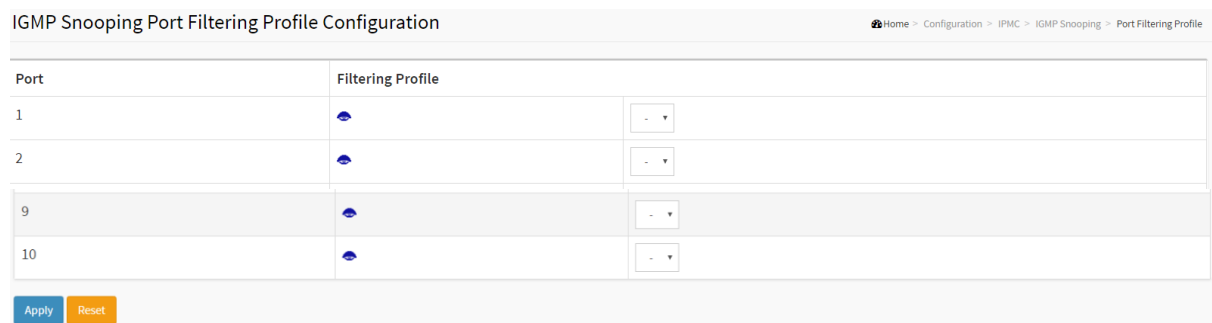 IGMP Snooping Port Filtering Profile Configuration
Home > Configuration > IPMC > IGMP Snooping > Port Filtering Profile
Port Filtering Profile
1 -
2 -
9 -
10 -
Apply Reset